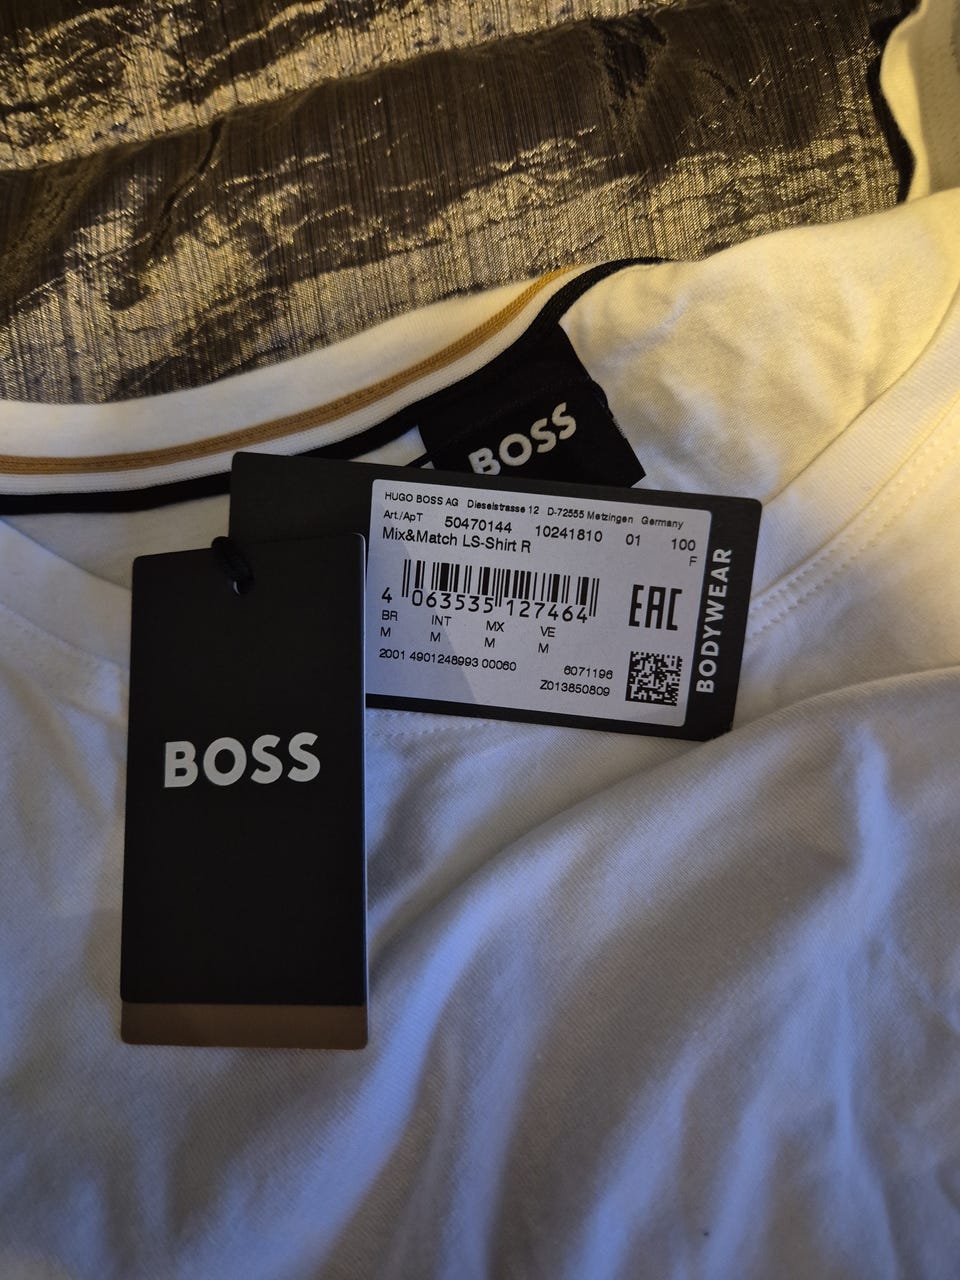 BOSS
HUGO BOSS AG Dieselstrasse 12 D-72555 Metzingen Germany
Art./ApT 50470144 10241810 01 100
Mix&Match LS-Shirt R F
4 063535 127464
EAC
BR INT MX VE
M M M M
2001 4901248993 00060 6071196
Z013850809
BODYWEAR
BOSS